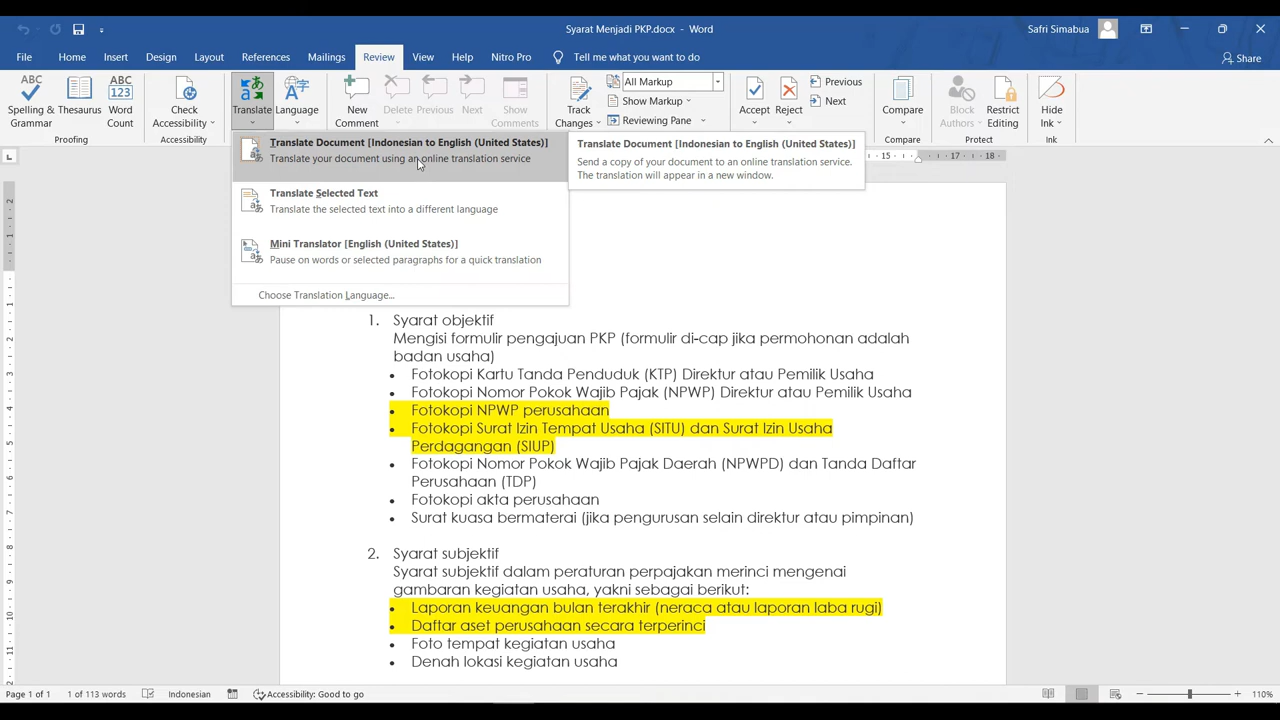 Syarat Menjadi PKP.docx - Word
Safri Simabua
File Home Insert Design Layout References Mailings Review View Help Nitro Pro Tell me what you want to do Share
ABC
Spelling & Grammar
Thesaurus
ABC 123
Word Count
Check Accessibility
Translate
Language
New Comment
Delete
Previous
Next
Show Comments
Track Changes
All Markup
Show Markup
Reviewing Pane
Accept
Reject
Previous
Next
Compare
Block Authors
Restrict Editing
Hide Ink
Proofing
Accessibility
Compare
Ink
Translate Document [Indonesian to English (United States)]
Translate your document using an online translation service
Translate Selected Text
Translate the selected text into a different language
Mini Translator [English (United States)]
Pause on words or selected paragraphs for a quick translation
Choose Translation Language...
Translate Document [Indonesian to English (United States)]
Send a copy of your document to an online translation service.
The translation will appear in a new window.
15 16 17 18
1. Syarat objektif
Mengisi formulir pengajuan PKP (formulir di-cap jika permohonan adalah
badan usaha)
• Fotokopi Kartu Tanda Penduduk (KTP) Direktur atau Pemilik Usaha
• Fotokopi Nomor Pokok Wajib Pajak (NPWP) Direktur atau Pemilik Usaha
• Fotokopi NPWP perusahaan
• Fotokopi Surat Izin Tempat Usaha (SITU) dan Surat Izin Usaha
Perdagangan (SIUP)
• Fotokopi Nomor Pokok Wajib Pajak Daerah (NPWPD) dan Tanda Daftar
Perusahaan (TDP)
• Fotokopi akta perusahaan
• Surat kuasa bermaterai (jika pengurusan selain direktur atau pimpinan)
2. Syarat subjektif
Syarat subjektif dalam peraturan perpajakan merinci mengenai
gambaran kegiatan usaha, yakni sebagai berikut:
• Laporan keuangan bulan terakhir (neraca atau laporan laba rugi)
• Daftar aset perusahaan secara terperinci
• Foto tempat kegiatan usaha
• Denah lokasi kegiatan usaha
Page 1 of 1 1 of 113 words Indonesian Accessibility: Good to go 110%